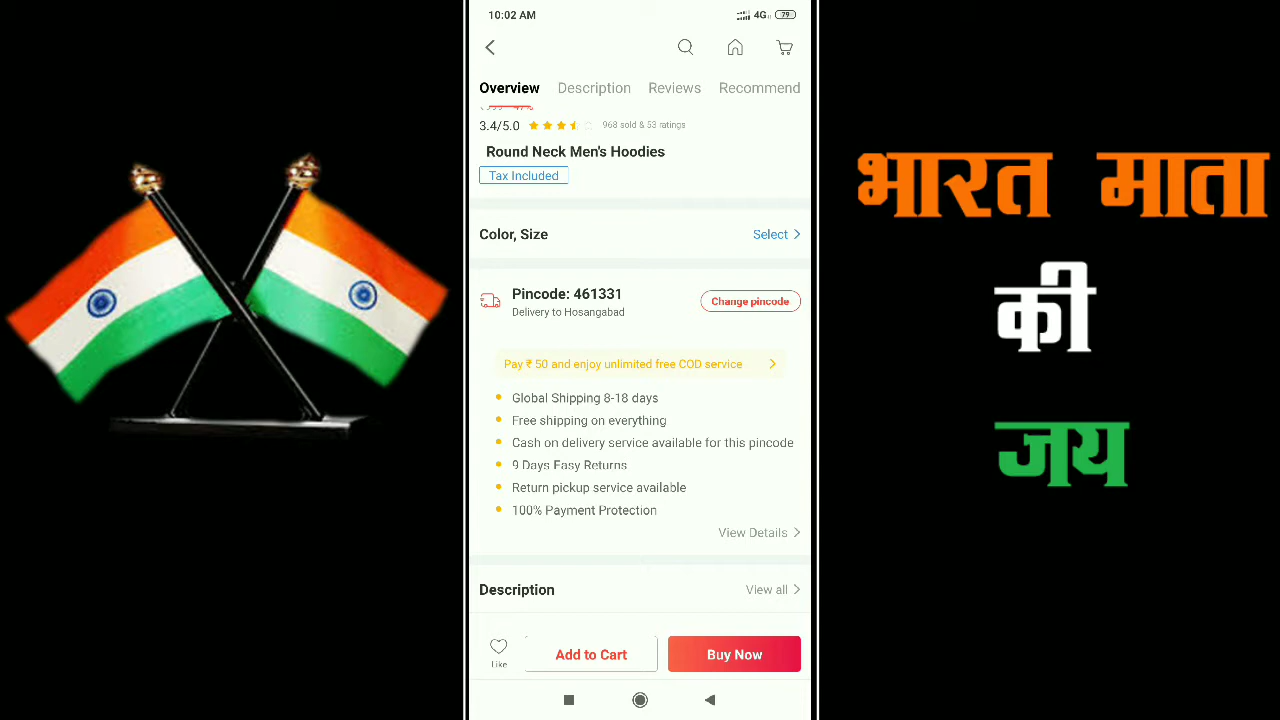 10:02 AM
4G
79
Overview Description Reviews Recommend
3.4/5.0 968 sold & 53 ratings
Round Neck Men's Hoodies
Tax Included
Color, Size Select
Pincode: 461331
Delivery to Hosangabad
Change pincode
Pay ₹ 50 and enjoy unlimited free COD service
Global Shipping 8-18 days
Free shipping on everything
Cash on delivery service available for this pincode
9 Days Easy Returns
Return pickup service available
100% Payment Protection
View Details
Description View all
Like
Add to Cart
Buy Now
भारत माता
की
जय